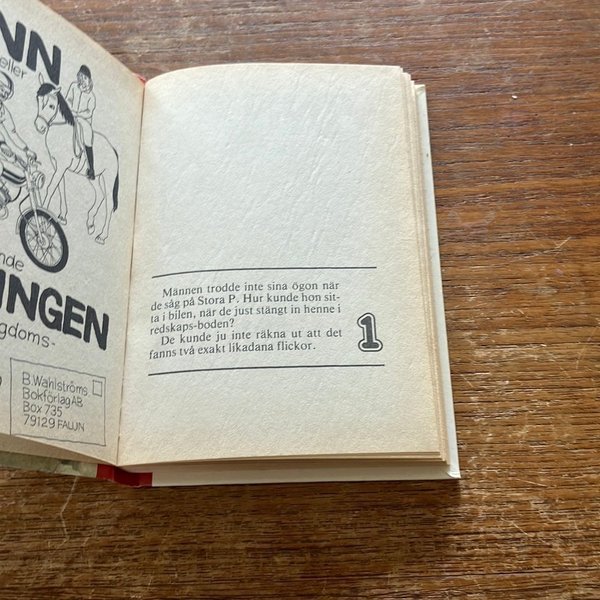 NN
eller
nde
INGEN
gdoms-
B.Wahlströms
Bokförlag AB
Box 735
79129 FALUN
Männen trodde inte sina ögon när
de såg på Stora P. Hur kunde hon sit-
ta i bilen, när de just stängt in henne i
redskaps-boden?
De kunde ju inte räkna ut att det
fanns två exakt likadana flickor.
1